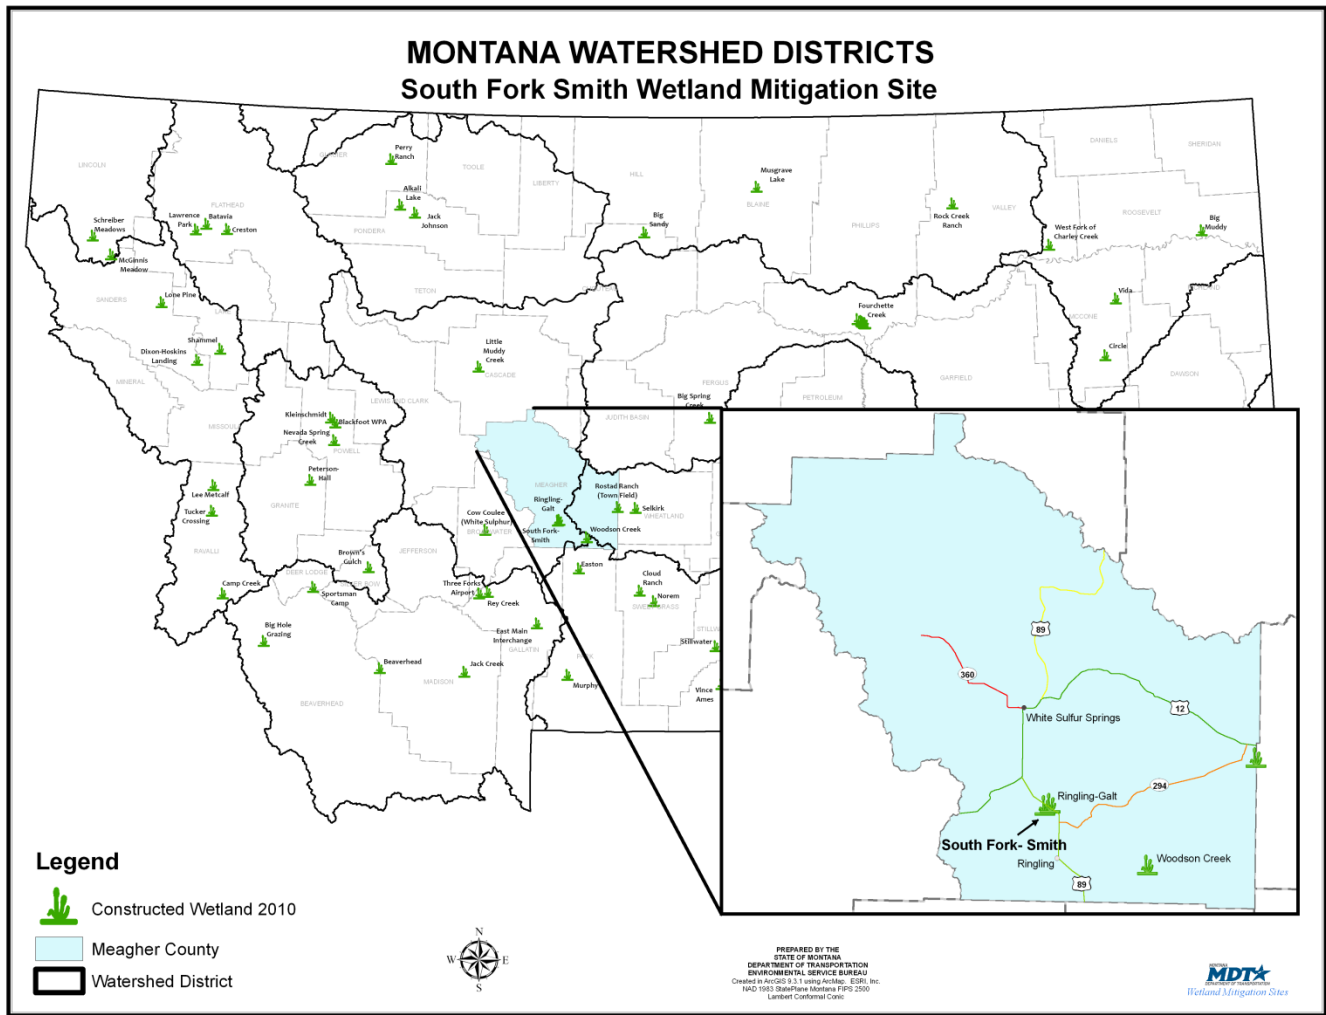 MONTANA WATERSHED DISTRICTS
South Fork Smith Wetland Mitigation Site
LINCOLN
FLATHEAD
TOOLE
LIBERTY
HILL
BLAINE
PHILLIPS
VALLEY
DANIELS
SHERIDAN
ROOSEVELT
PONDERA
TETON
SANDERS
MINERAL
MISSOULA
LEWIS AND CLARK
CASCADE
FERGUS
JUDITH BASIN
PETROLEUM
GARFIELD
MCCONE
DAWSON
POWELL
GRANITE
RAVALLI
DEER LODGE
JEFFERSON
MEAGHER
WHEATLAND
GALLATIN
MADISON
BEAVERHEAD
Perry
Ranch
Alkali
Lake
Jack
Johnson
Schreiber
Meadows
McGinnis
Meadow
Lawrence
Park
Batavia
Creston
Lone Pine
Shammel
Dixon-Hoskins
Landing
Big
Sandy
Musgrave
Lake
Rock Creek
Ranch
West Fork of
Charley Creek
Big
Muddy
Vida
Circle
Fourchette
Creek
Little
Muddy
Creek
Big Spring
Creek
Kleinschmidt
Blackfoot WPA
Nevada Spring
Creek
Peterson-
Hall
Lee Metcalf
Tucker
Crossing
Camp Creek
Brown's
Gulch
Sportsman
Camp
Big Hole
Grazing
Beaverhead
Jack Creek
Cow Coulee
(White Sulphur)
Three Forks
Airport
Rey Creek
East Main
Interchange
Ringling-
Galt
South Fork-
Smith
Rostad Ranch
(Town Field)
Selkirk
Woodson Creek
Easton
Cloud
Ranch
Norem
Stillwater
Vince
Ames
Murphy
89
360
12
White Sulfur Springs
294
Ringling-Galt
South Fork- Smith
Ringling
Woodson Creek
89
Legend
Constructed Wetland 2010
Meagher County
Watershed District
N
W
E
S
PREPARED BY THE
STATE OF MONTANA
DEPARTMENT OF TRANSPORTATION
ENVIRONMENTAL SERVICE BUREAU
Created in ArcGIS 9.3.1 using ArcMap. ESRI, Inc.
NAD 1983 StatePlane Montana FIPS 2500
Lambert Conformal Conic
MONTANA
MDT
DEPARTMENT OF TRANSPORTATION
Wetland Mitigation Sites